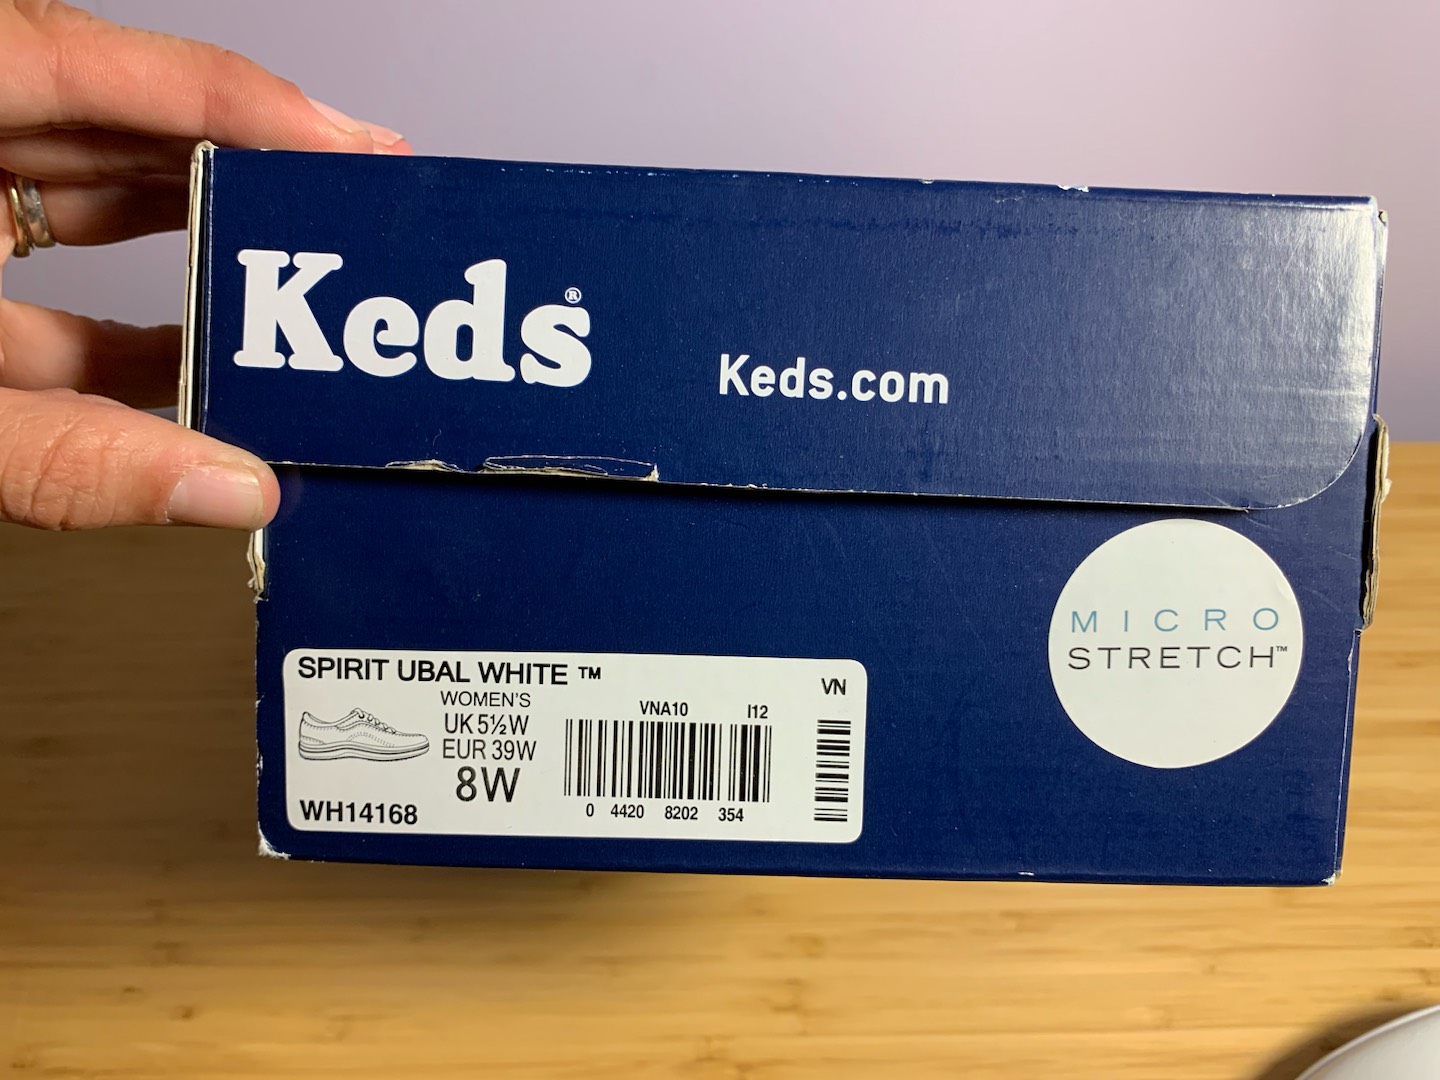 Keds®
Keds.com
MICRO
STRETCH™
SPIRIT UBAL WHITE ™
WOMEN'S
UK 5½W
EUR 39W
8W
WH14168
VNA10 I12
0 4420 8202 354
VN